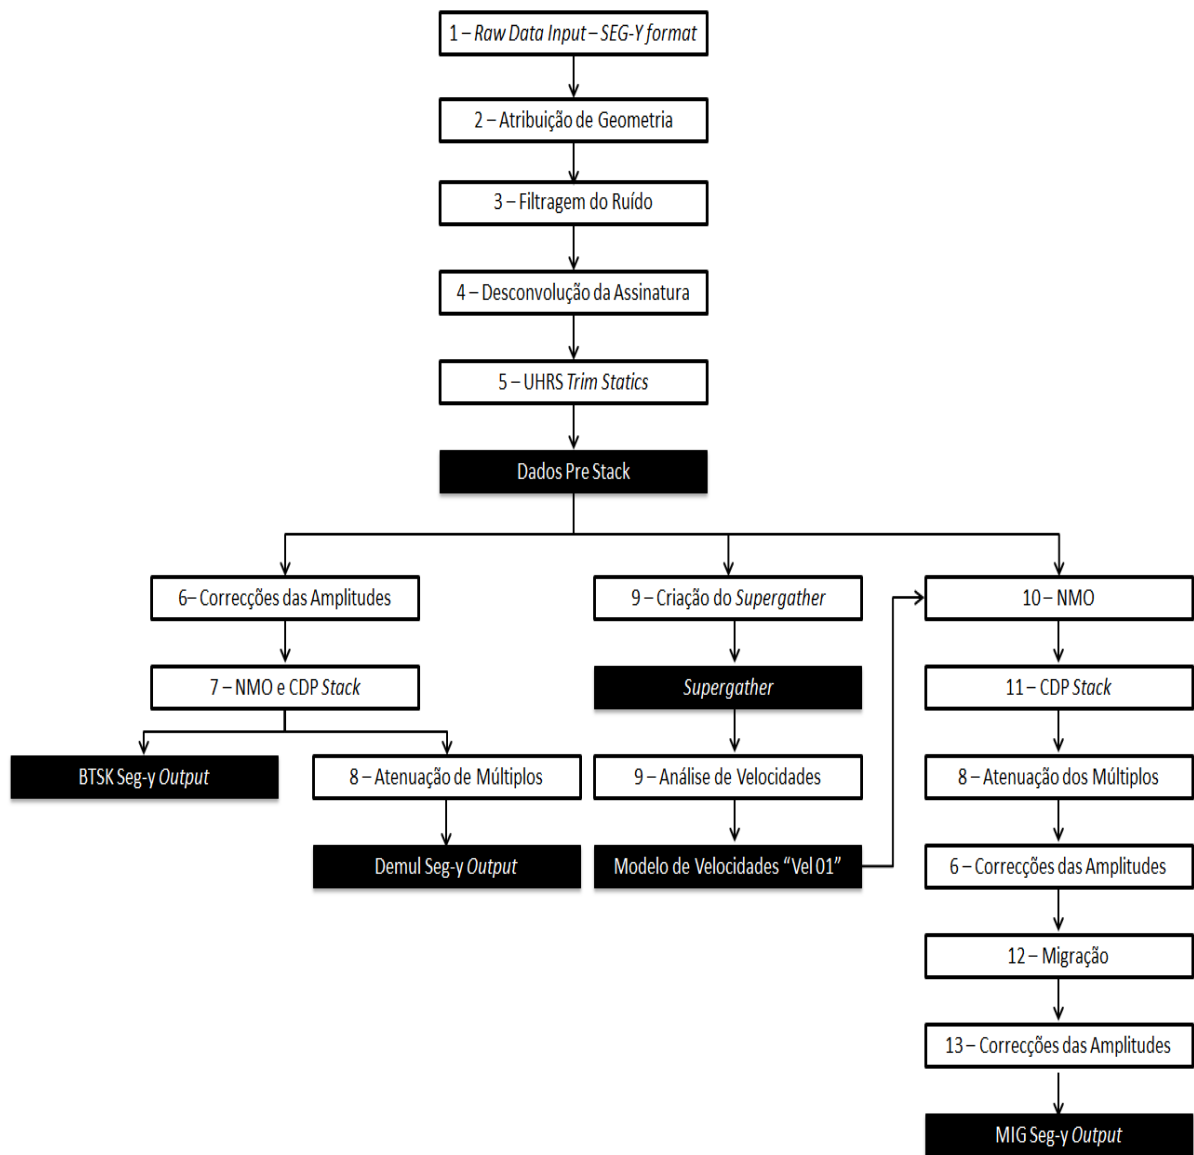 1 – Raw Data Input – SEG-Y format
2 – Atribuição de Geometria
3 – Filtragem do Ruído
4 – Desconvolução da Assinatura
5 – UHRS Trim Statics
Dados Pre Stack
6– Correcções das Amplitudes
7 – NMO e CDP Stack
BTSK Seg-y Output
8 – Atenuação de Múltiplos
Demul Seg-y Output
9 – Criação do Supergather
Supergather
9 – Análise de Velocidades
Modelo de Velocidades “Vel 01”
10 – NMO
11 – CDP Stack
8 – Atenuação dos Múltiplos
6 – Correcções das Amplitudes
12 – Migração
13 – Correcções das Amplitudes
MIG Seg-y Output